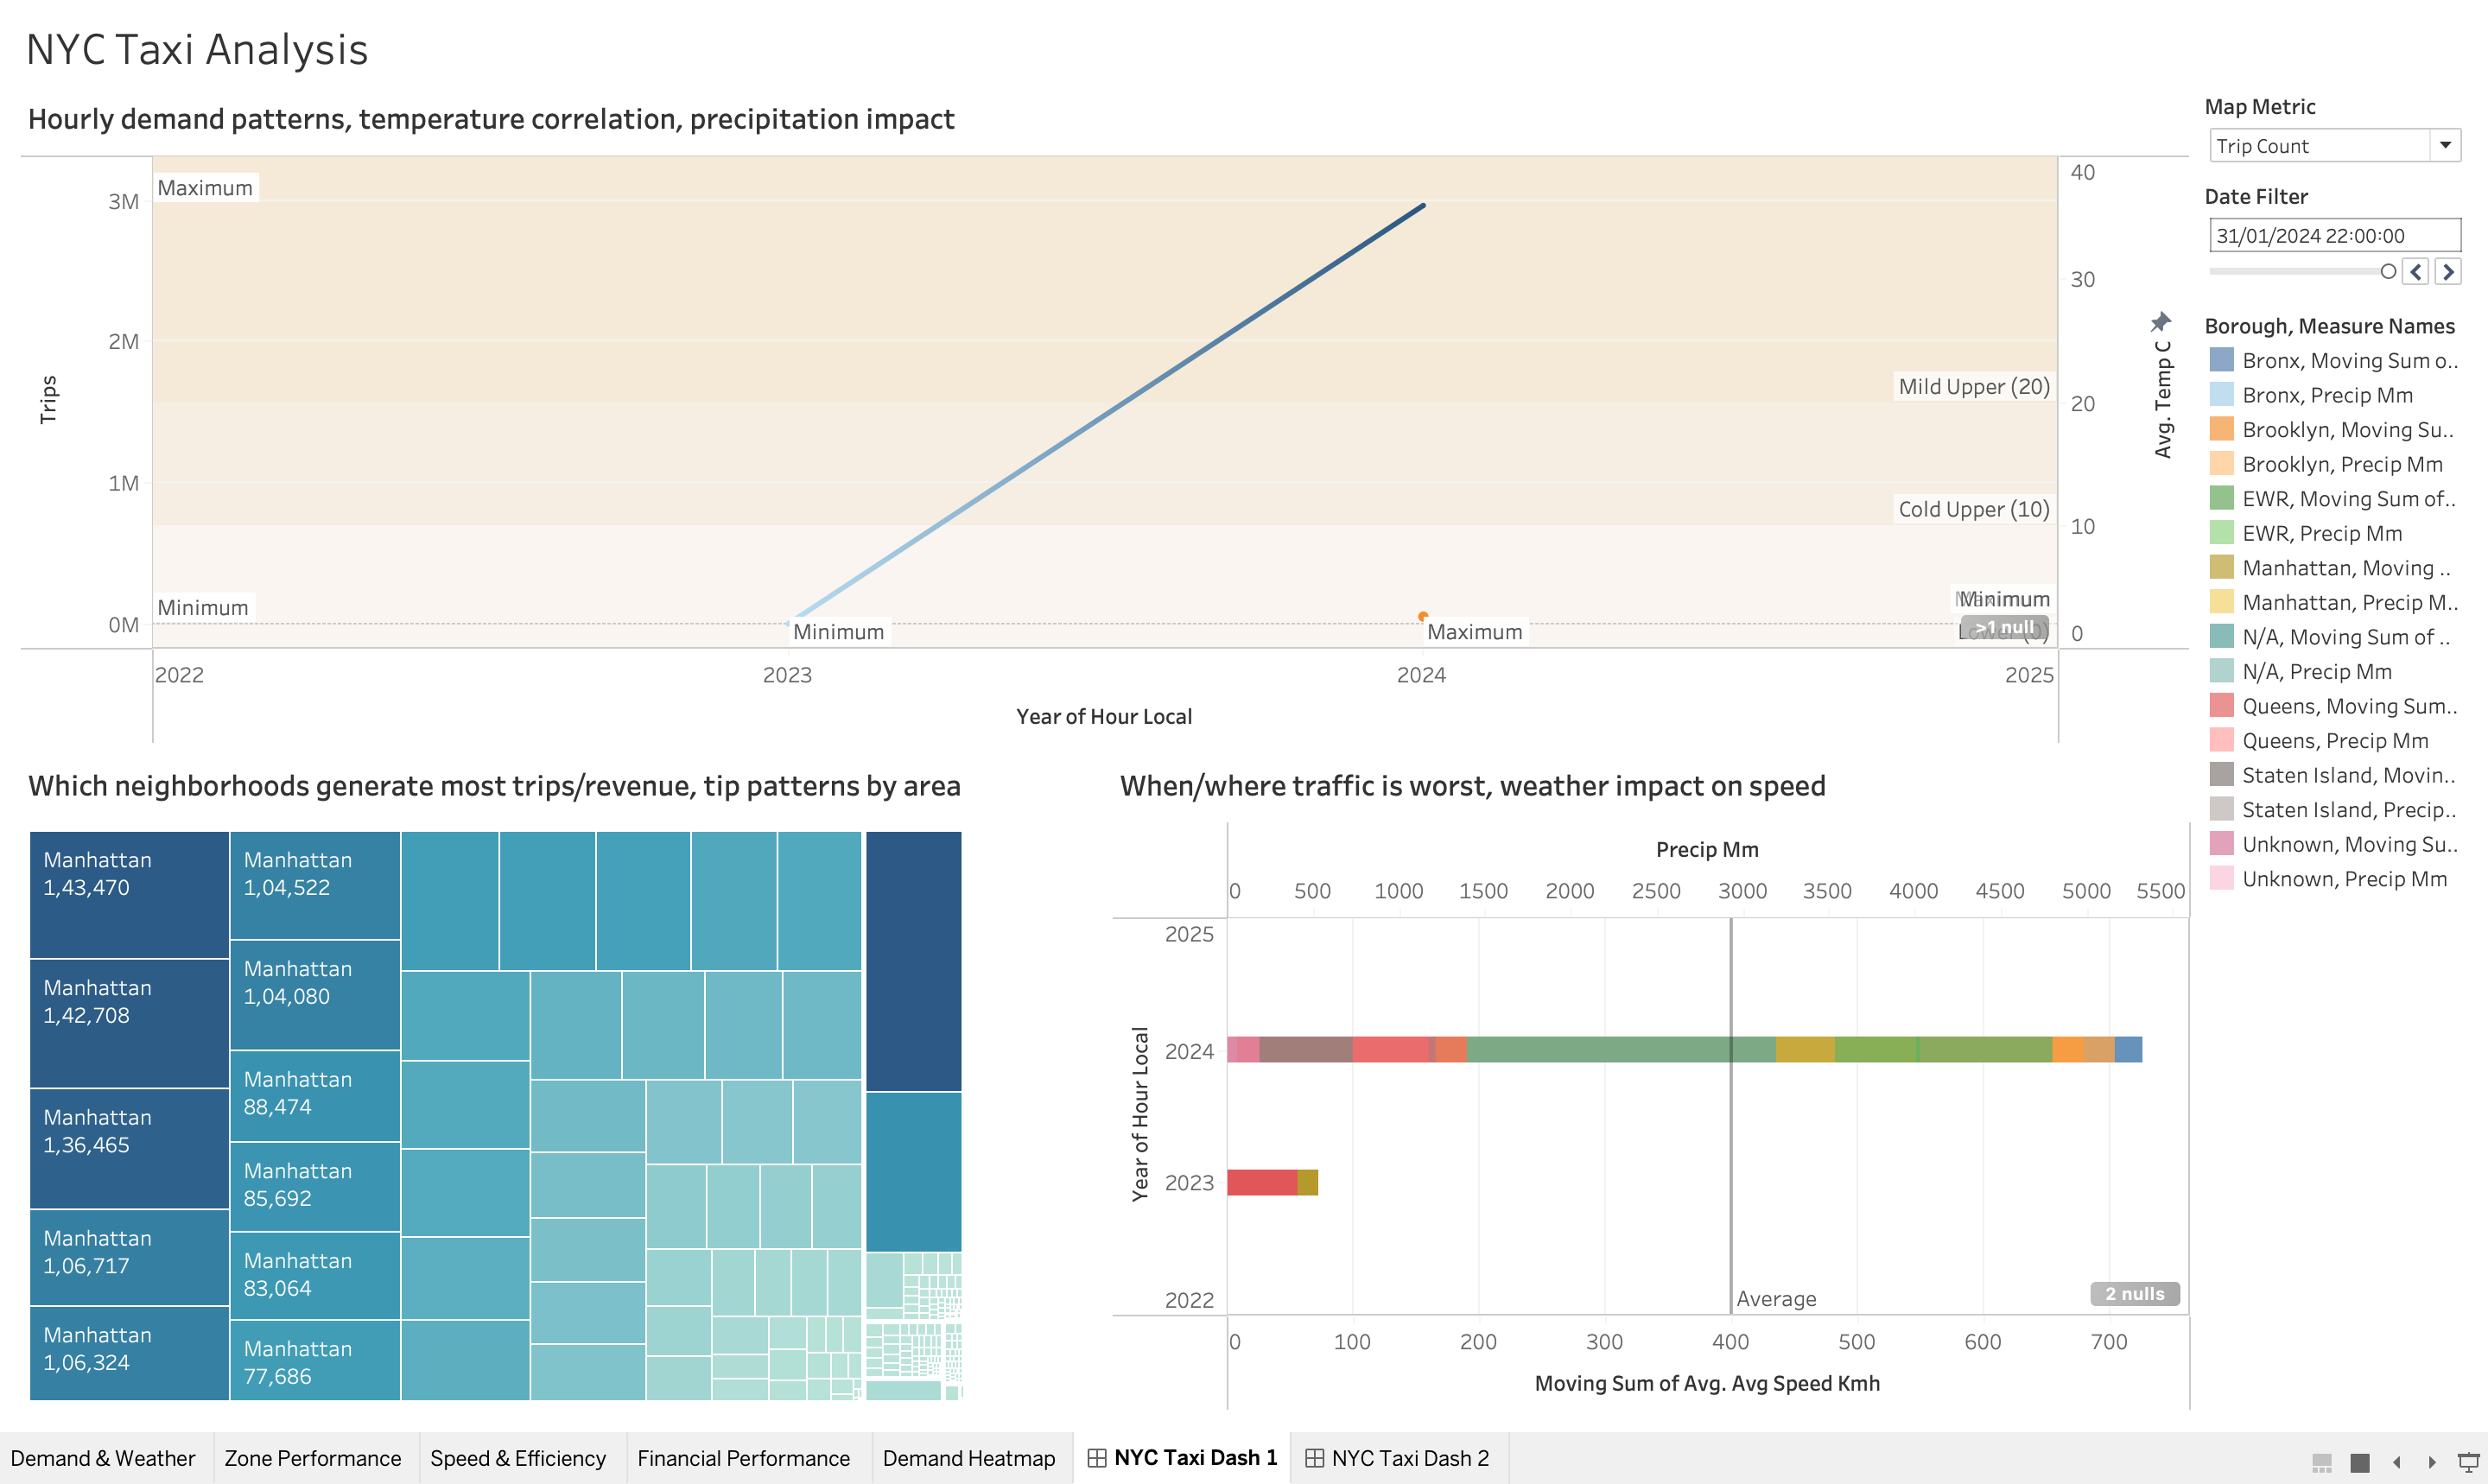 NYC Taxi Analysis
Hourly demand patterns, temperature correlation, precipitation impact
Maximum
3M
2M
1M
0M
Trips
Minimum
Minimum
Maximum
Mild Upper (20)
Cold Upper (10)
Minimum
>1 null
40
30
20
10
0
Avg. Temp C
2022
2023
2024
2025
Year of Hour Local
Map Metric
Trip Count
Date Filter
31/01/2024 22:00:00
Borough, Measure Names
Bronx, Moving Sum o..
Bronx, Precip Mm
Brooklyn, Moving Su..
Brooklyn, Precip Mm
EWR, Moving Sum of..
EWR, Precip Mm
Manhattan, Moving ..
Manhattan, Precip M..
N/A, Moving Sum of ..
N/A, Precip Mm
Queens, Moving Sum..
Queens, Precip Mm
Staten Island, Movin..
Staten Island, Precip..
Unknown, Moving Su..
Unknown, Precip Mm
Which neighborhoods generate most trips/revenue, tip patterns by area
Manhattan
1,43,470
Manhattan
1,42,708
Manhattan
1,36,465
Manhattan
1,06,717
Manhattan
1,06,324
Manhattan
1,04,522
Manhattan
1,04,080
Manhattan
88,474
Manhattan
85,692
Manhattan
83,064
Manhattan
77,686
When/where traffic is worst, weather impact on speed
Precip Mm
0 500 1000 1500 2000 2500 3000 3500 4000 4500 5000 5500
2025
2024
2023
2022
Year of Hour Local
Average
2 nulls
0 100 200 300 400 500 600 700
Moving Sum of Avg. Avg Speed Kmh
Demand & Weather
Zone Performance
Speed & Efficiency
Financial Performance
Demand Heatmap
NYC Taxi Dash 1
NYC Taxi Dash 2